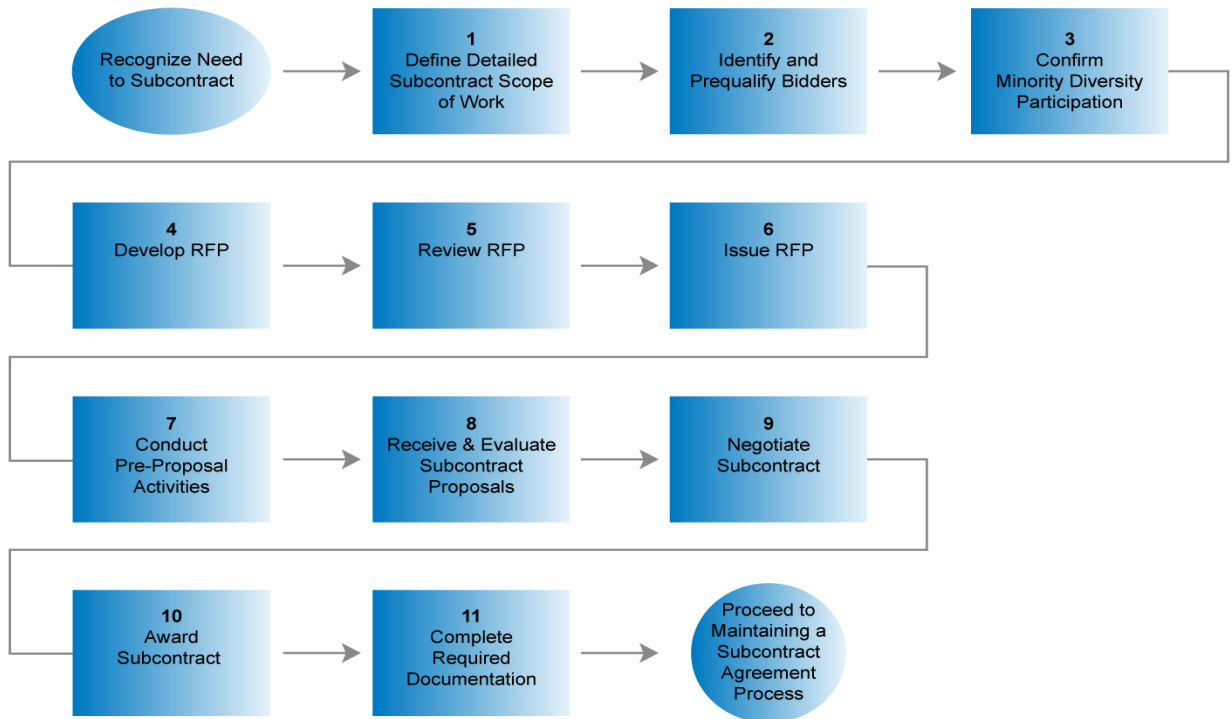 Recognize Need
to Subcontract
1
Define Detailed
Subcontract Scope
of Work
2
Identify and
Prequalify Bidders
3
Confirm
Minority Diversity
Participation
4
Develop RFP
5
Review RFP
6
Issue RFP
7
Conduct
Pre-Proposal
Activities
8
Receive & Evaluate
Subcontract
Proposals
9
Negotiate
Subcontract
10
Award
Subcontract
11
Complete
Required
Documentation
Proceed to
Maintaining a
Subcontract
Agreement
Process